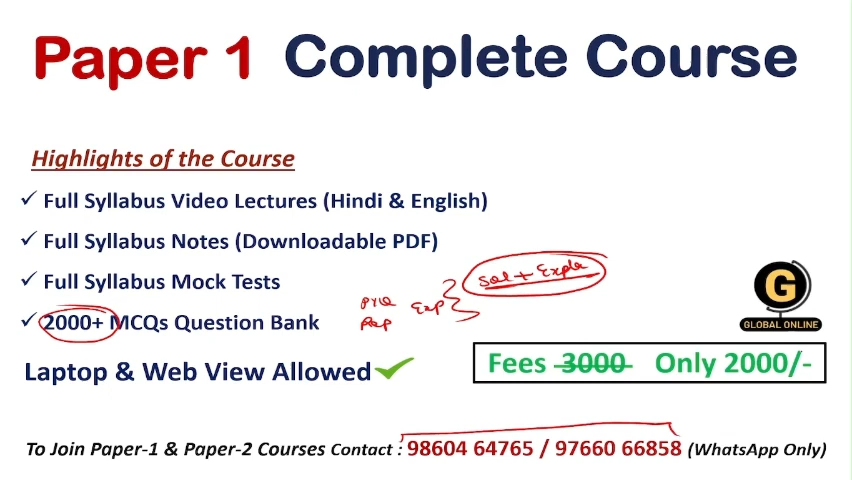 Paper 1 Complete Course
Highlights of the Course
✓ Full Syllabus Video Lectures (Hindi & English)
✓ Full Syllabus Notes (Downloadable PDF)
✓ Full Syllabus Mock Tests
Sol + Expla
✓ 2000+ MCQs Question Bank
PYQ
Exp
G
GLOBAL ONLINE
Laptop & Web View Allowed
Fees 3000 Only 2000/-
To Join Paper-1 & Paper-2 Courses Contact : 98604 64765 / 97660 66858 (WhatsApp Only)